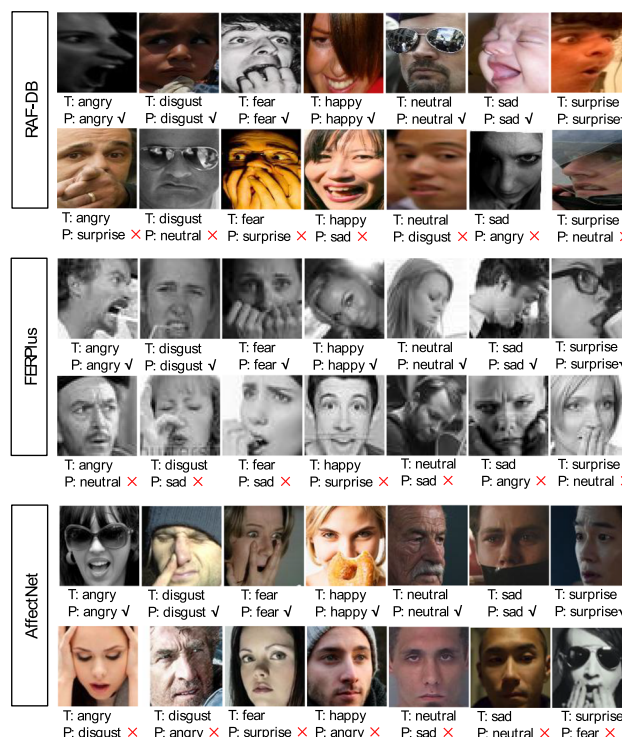 RAF-DB
T: angry T: disgust T: fear T: happy T: neutral T: sad T: surprise
P: angry √ P: disgust √ P: fear √ P: happy √ P: neutral √ P: sad √ P: surprise
T: angry T: disgust T: fear T: happy T: neutral T: sad T: surprise
P: surprise × P: neutral × P: surprise × P: sad × P: disgust × P: angry × P: neutral ×
FERPlus
T: angry T: disgust T: fear T: happy T: neutral T: sad T: surprise
P: angry √ P: disgust √ P: fear √ P: happy √ P: neutral √ P: sad √ P: surprise
T: angry T: disgust T: fear T: happy T: neutral T: sad T: surprise
P: neutral × P: sad × P: sad × P: surprise × P: sad × P: angry × P: neutral
AffectNet
T: angry T: disgust T: fear T: happy T: neutral T: sad T: surprise
P: angry √ P: disgust √ P: fear √ P: happy √ P: neutral √ P: sad √ P: surprise
T: angry T: disgust T: fear T: happy T: neutral T: sad T: surprise
P: disgust × P: angry × P: surprise × P: angry × P: sad × P: neutral × P: fear ×